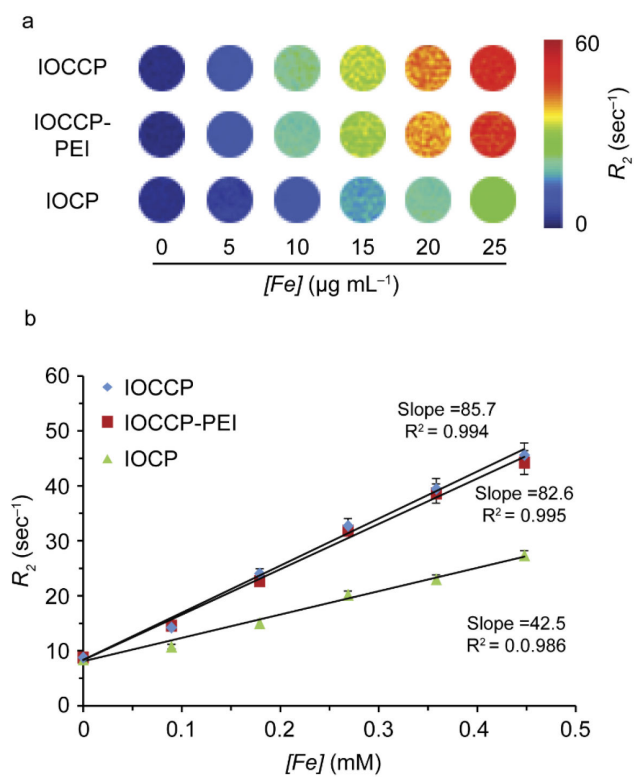 a
IOCCP
IOCCP-
PEI
IOCP
60
0
R₂ (sec⁻¹)
0 5 10 15 20 25
[Fe] (µg mL⁻¹)
b
60
50
40
30
20
10
0
R₂ (sec⁻¹)
IOCCP
IOCCP-PEI
IOCP
Slope =85.7
R² = 0.994
Slope =82.6
R² = 0.995
Slope =42.5
R² = 0.0.986
0 0.1 0.2 0.3 0.4 0.5
[Fe] (mM)